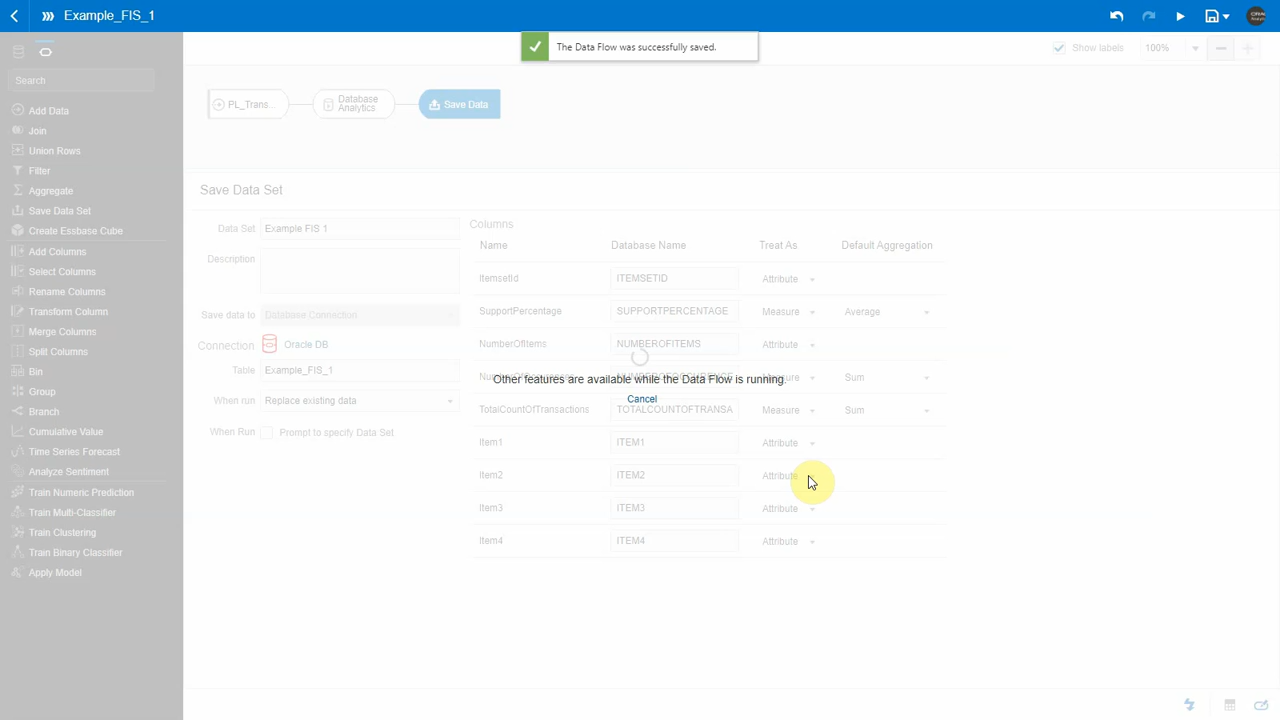 Example_FIS_1
The Data Flow was successfully saved.
Show labels
100%
Search
Add Data
Join
Union Rows
Filter
Aggregate
Save Data Set
Create Essbase Cube
Add Columns
Select Columns
Rename Columns
Transform Column
Merge Columns
Split Columns
Bin
Group
Branch
Cumulative Value
Time Series Forecast
Analyze Sentiment
Train Numeric Prediction
Train Multi-Classifier
Train Clustering
Train Binary Classifier
Apply Model
PL_Trans...
Database
Analytics
Save Data
Save Data Set
Data Set Example FIS 1
Description
Save data to Database Connection
Connection Oracle DB
Table Example_FIS_1
When run Replace existing data
When Run Prompt to specify Data Set
Columns
Name Database Name Treat As Default Aggregation
ItemsetId ITEMSETID Attribute
SupportPercentage SUPPORTPERCENTAGE Measure Average
NumberOfItems NUMBEROFITEMS Attribute
Measure Sum
Other features are available while the Data Flow is running.
Cancel
TotalCountOfTransactions TOTALCOUNTOFTRANSA Measure Sum
Item1 ITEM1 Attribute
Item2 ITEM2 Attribute
Item3 ITEM3 Attribute
Item4 ITEM4 Attribute